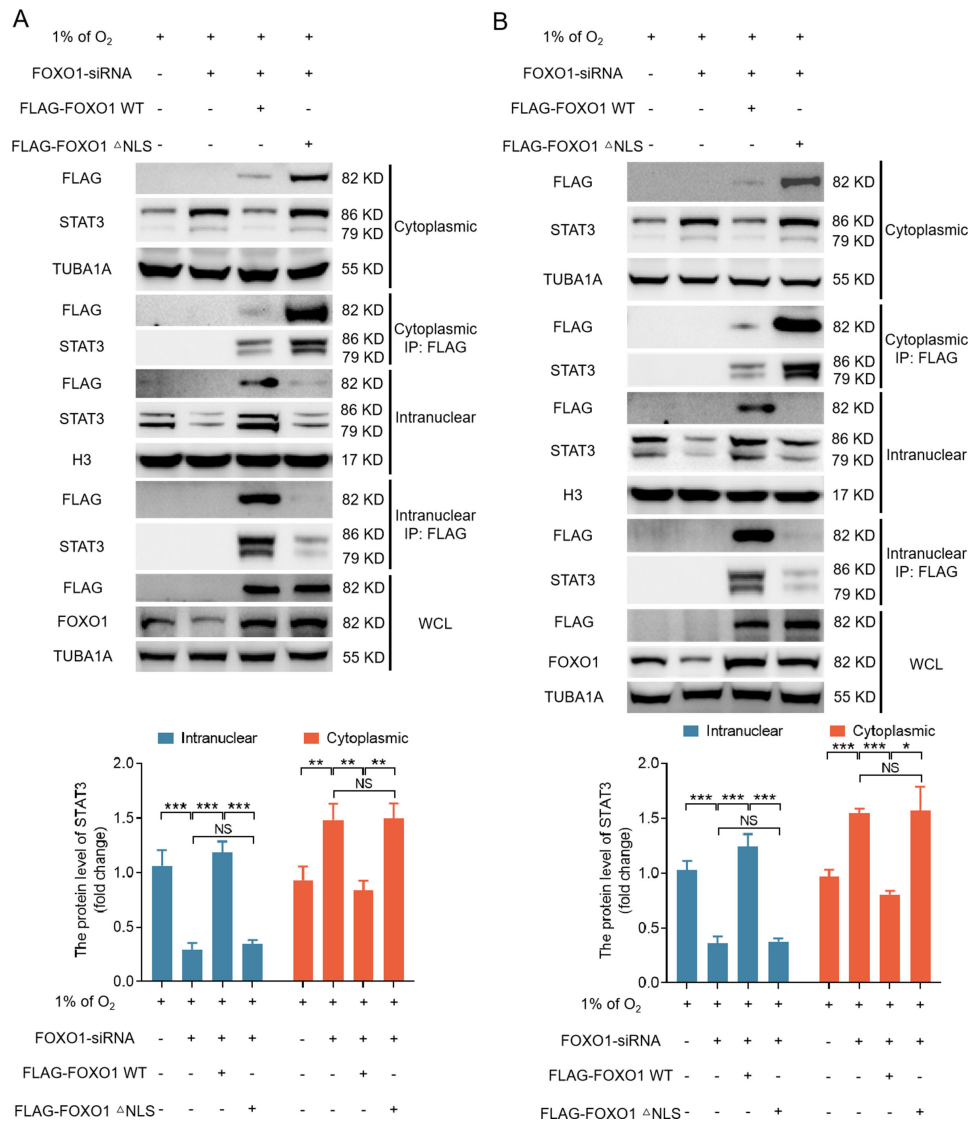 A
1% of O2 + + + +
FOXO1-siRNA - + + +
FLAG-FOXO1 WT - - + -
FLAG-FOXO1 △NLS - - - +
FLAG 82 KD
STAT3 86 KD
79 KD
TUBA1A 55 KD
Cytoplasmic
FLAG 82 KD
STAT3 86 KD
79 KD
Cytoplasmic
IP: FLAG
FLAG 82 KD
STAT3 86 KD
79 KD
H3 17 KD
Intranuclear
FLAG 82 KD
STAT3 86 KD
79 KD
Intranuclear
IP: FLAG
FLAG 82 KD
FOXO1 82 KD
TUBA1A 55 KD
WCL
Intranuclear Cytoplasmic
The protein level of STAT3
(fold change)
2.0
1.5
1.0
0.5
0.0
*** *** ***
NS
** ** **
NS
1% of O2 + + + + + + + +
FOXO1-siRNA - + + + - + + +
FLAG-FOXO1 WT - - + - - - + -
FLAG-FOXO1 △NLS - - - + - - - +
B
1% of O2 + + + +
FOXO1-siRNA - + + +
FLAG-FOXO1 WT - - + -
FLAG-FOXO1 △NLS - - - +
FLAG 82 KD
STAT3 86 KD
79 KD
TUBA1A 55 KD
Cytoplasmic
FLAG 82 KD
STAT3 86 KD
79 KD
Cytoplasmic
IP: FLAG
FLAG 82 KD
STAT3 86 KD
79 KD
H3 17 KD
Intranuclear
FLAG 82 KD
STAT3 86 KD
79 KD
Intranuclear
IP: FLAG
FLAG 82 KD
FOXO1 82 KD
TUBA1A 55 KD
WCL
Intranuclear Cytoplasmic
The protein level of STAT3
(fold change)
2.0
1.5
1.0
0.5
0.0
*** *** ***
NS
*** *** *
NS
1% of O2 + + + + + + + +
FOXO1-siRNA - + + + - + + +
FLAG-FOXO1 WT - - + - - - + -
FLAG-FOXO1 △NLS - - - + - - - +